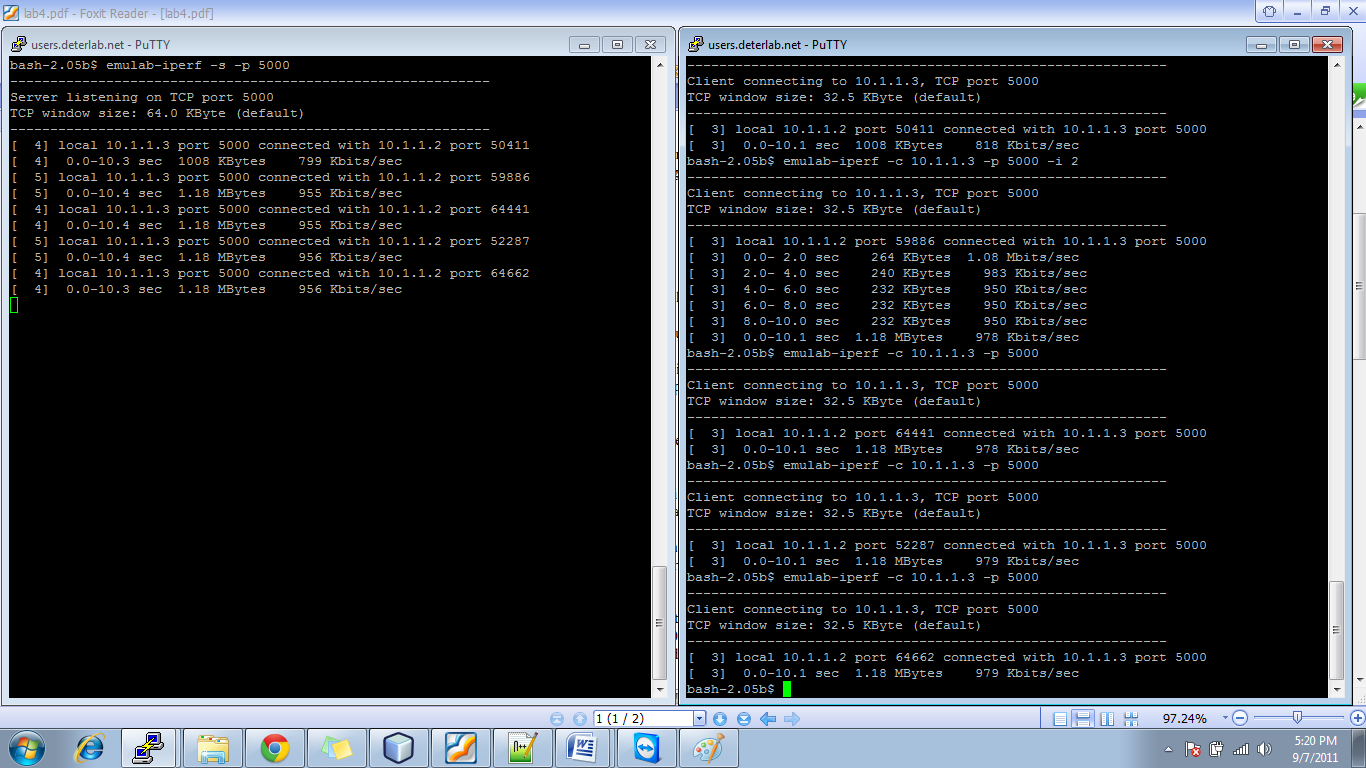 lab4.pdf - Foxit Reader - [lab4.pdf]
users.deterlab.net - PuTTY
bash-2.05b$ emulab-iperf -s -p 5000
------------------------------------------------------------
Server listening on TCP port 5000
TCP window size: 64.0 KByte (default)
------------------------------------------------------------
[  4] local 10.1.1.3 port 5000 connected with 10.1.1.2 port 50411
[  4]  0.0-10.3 sec  1008 KBytes    799 Kbits/sec
[  5] local 10.1.1.3 port 5000 connected with 10.1.1.2 port 59886
[  5]  0.0-10.4 sec  1.18 MBytes    955 Kbits/sec
[  4] local 10.1.1.3 port 5000 connected with 10.1.1.2 port 64441
[  4]  0.0-10.4 sec  1.18 MBytes    955 Kbits/sec
[  5] local 10.1.1.3 port 5000 connected with 10.1.1.2 port 52287
[  5]  0.0-10.4 sec  1.18 MBytes    956 Kbits/sec
[  4] local 10.1.1.3 port 5000 connected with 10.1.1.2 port 64662
[  4]  0.0-10.3 sec  1.18 MBytes    956 Kbits/sec
users.deterlab.net - PuTTY
------------------------------------------------------------
Client connecting to 10.1.1.3, TCP port 5000
TCP window size: 32.5 KByte (default)
------------------------------------------------------------
[  3] local 10.1.1.2 port 50411 connected with 10.1.1.3 port 5000
[  3]  0.0-10.1 sec  1008 KBytes    818 Kbits/sec
bash-2.05b$ emulab-iperf -c 10.1.1.3 -p 5000 -i 2
------------------------------------------------------------
Client connecting to 10.1.1.3, TCP port 5000
TCP window size: 32.5 KByte (default)
------------------------------------------------------------
[  3] local 10.1.1.2 port 59886 connected with 10.1.1.3 port 5000
[  3]  0.0- 2.0 sec    264 KBytes  1.08 Mbits/sec
[  3]  2.0- 4.0 sec    240 KBytes    983 Kbits/sec
[  3]  4.0- 6.0 sec    232 KBytes    950 Kbits/sec
[  3]  6.0- 8.0 sec    232 KBytes    950 Kbits/sec
[  3]  8.0-10.0 sec    232 KBytes    950 Kbits/sec
[  3]  0.0-10.1 sec  1.18 MBytes    978 Kbits/sec
bash-2.05b$ emulab-iperf -c 10.1.1.3 -p 5000
------------------------------------------------------------
Client connecting to 10.1.1.3, TCP port 5000
TCP window size: 32.5 KByte (default)
------------------------------------------------------------
[  3] local 10.1.1.2 port 64441 connected with 10.1.1.3 port 5000
[  3]  0.0-10.1 sec  1.18 MBytes    978 Kbits/sec
bash-2.05b$ emulab-iperf -c 10.1.1.3 -p 5000
------------------------------------------------------------
Client connecting to 10.1.1.3, TCP port 5000
TCP window size: 32.5 KByte (default)
------------------------------------------------------------
[  3] local 10.1.1.2 port 52287 connected with 10.1.1.3 port 5000
[  3]  0.0-10.1 sec  1.18 MBytes    979 Kbits/sec
bash-2.05b$ emulab-iperf -c 10.1.1.3 -p 5000
------------------------------------------------------------
Client connecting to 10.1.1.3, TCP port 5000
TCP window size: 32.5 KByte (default)
------------------------------------------------------------
[  3] local 10.1.1.2 port 64662 connected with 10.1.1.3 port 5000
[  3]  0.0-10.1 sec  1.18 MBytes    979 Kbits/sec
bash-2.05b$
1 (1 / 2)
97.24%
5:20 PM
9/7/2011